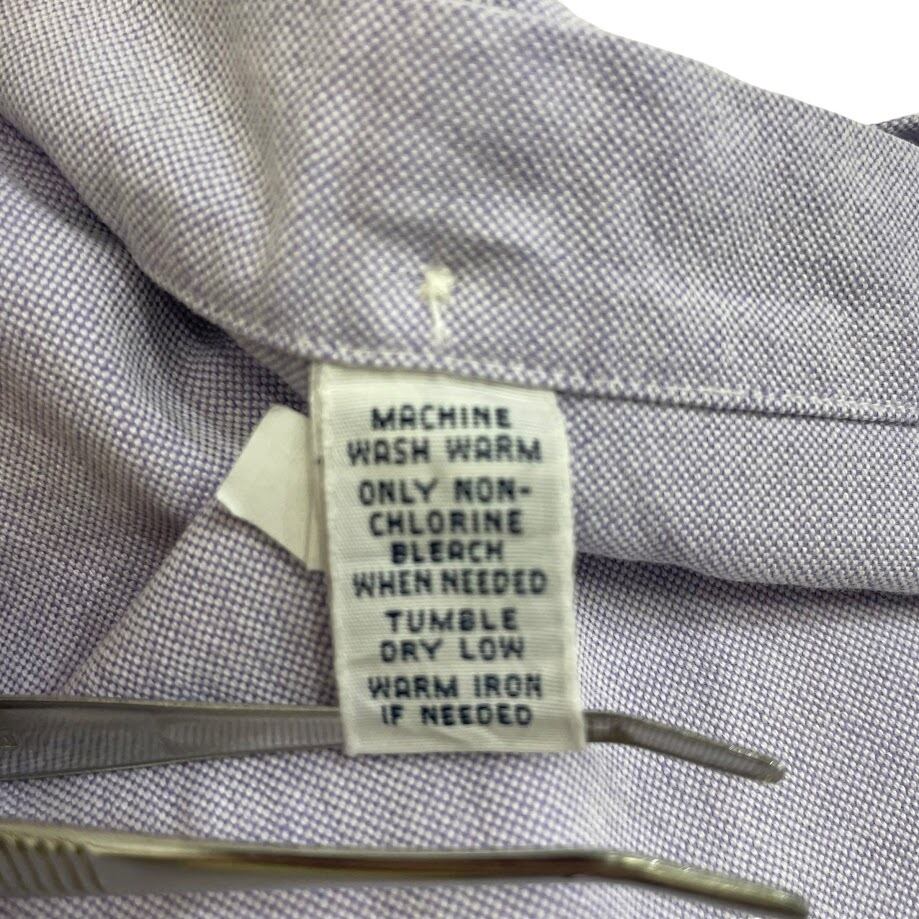 MACHINE
WASH WARM
ONLY NON-
CHLORINE
BLEACH
WHEN NEEDED
TUMBLE
DRY LOW
WARM IRON
IF NEEDED